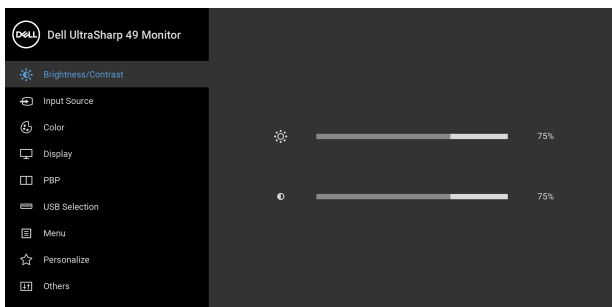 DELL
Dell UltraSharp 49 Monitor
Brightness/Contrast
Input Source
Color
Display
PBP
USB Selection
Menu
Personalize
Others
75%
75%